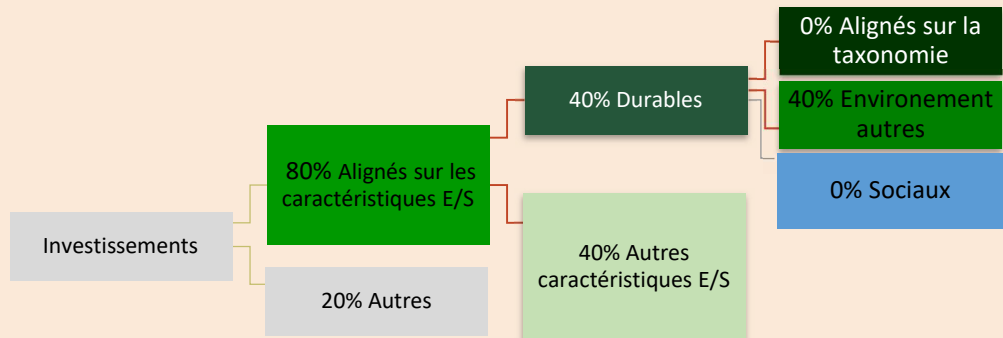 0% Alignés sur la
taxonomie
40% Durables
40% Environement
autres
80% Alignés sur les
caractéristiques E/S
0% Sociaux
Investissements
40% Autres
caractéristiques E/S
20% Autres